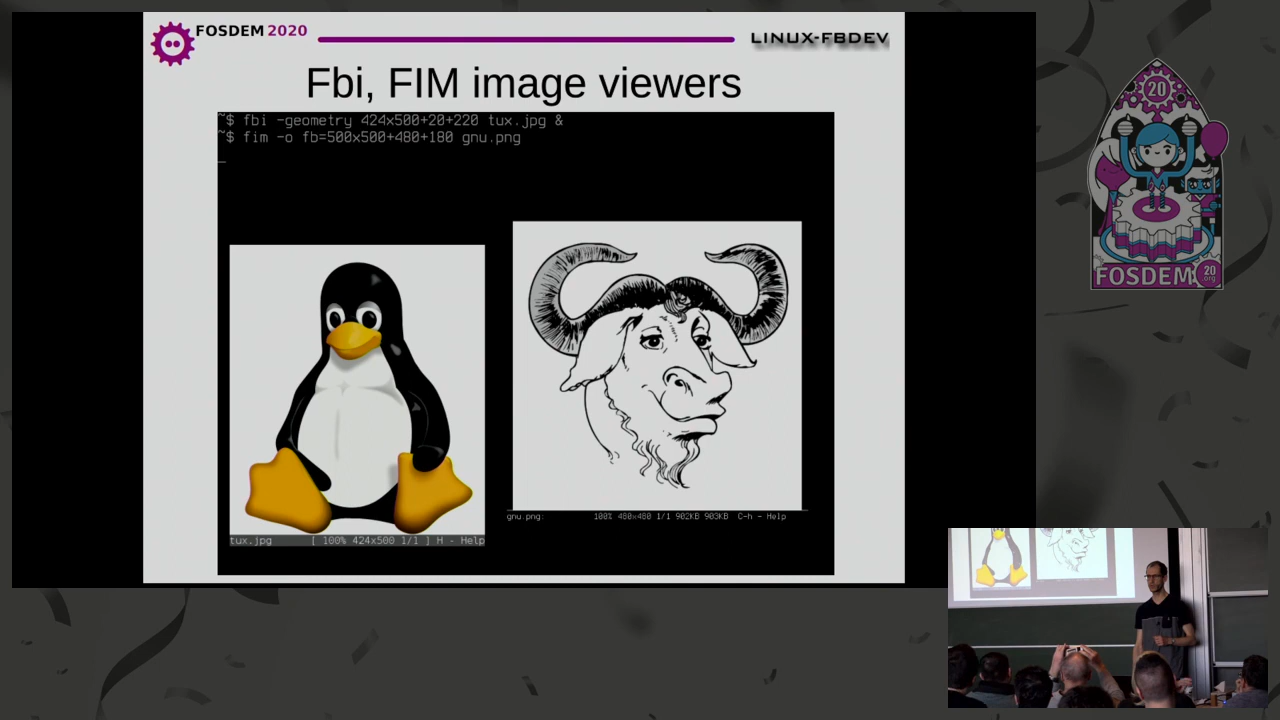 FOSDEM 2020
LINUX-FBDEV
Fbi, FIM image viewers
~$ fbi -geometry 424x500+20+220 tux.jpg &
~$ fim -o fb=500x500+480+180 gnu.png
_
tux.jpg [ 100% 424x500 1/1 ] H - Help
gnu.png: 100% 480x480 1/1 902KB 903KB C-h - Help
20
FOSDEM
20
.org